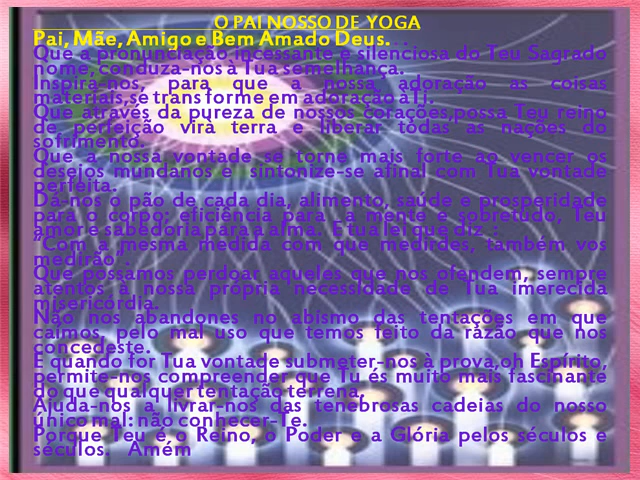 O PAI NOSSO DE YOGA
Pai, Mãe, Amigo e Bem Amado Deus. . .
Que a pronunciação incessante e silenciosa do Teu Sagrado
nome, conduza-nos à Tua semelhança.
Inspira-nos, para que a nossa adoração as coisas
materiais,se trans forme em adoração à Ti.
Que através da pureza de nossos corações,possa Teu reino
de perfeição vir à terra e liberar todas as nações do
sofrimento.
Que a nossa vontade se torne mais forte ao vencer os
desejos mundanos e sintonize-se afinal com Tua vontade
perfeita.
Dá-nos o pão de cada dia, alimento, saúde e prosperidade
para o corpo; eficiência para a mente e sobretudo, Teu
amor e sabedoria para a alma. E tua lei que diz :
"Com a mesma medida com que medirdes, também vos
medirão".
Que possamos perdoar aqueles que nos ofendem, sempre
atentos à nossa própria necessidade de Tua imerecida
misericórdia.
Não nos abandones no abismo das tentações em que
caímos, pelo mal uso que temos feito da razão que nos
concedeste.
E quando for Tua vontade submeter-nos à prova,oh Espírito,
permite-nos compreender que Tu és muito mais fascinante
do que qualquer tentação terrena.
Ajuda-nos a livrar-nos das tenebrosas cadeias do nosso
único mal: não conhecer-Te.
Porque Teu é o Reino, o Poder e a Glória pelos séculos e
séculos. Amém